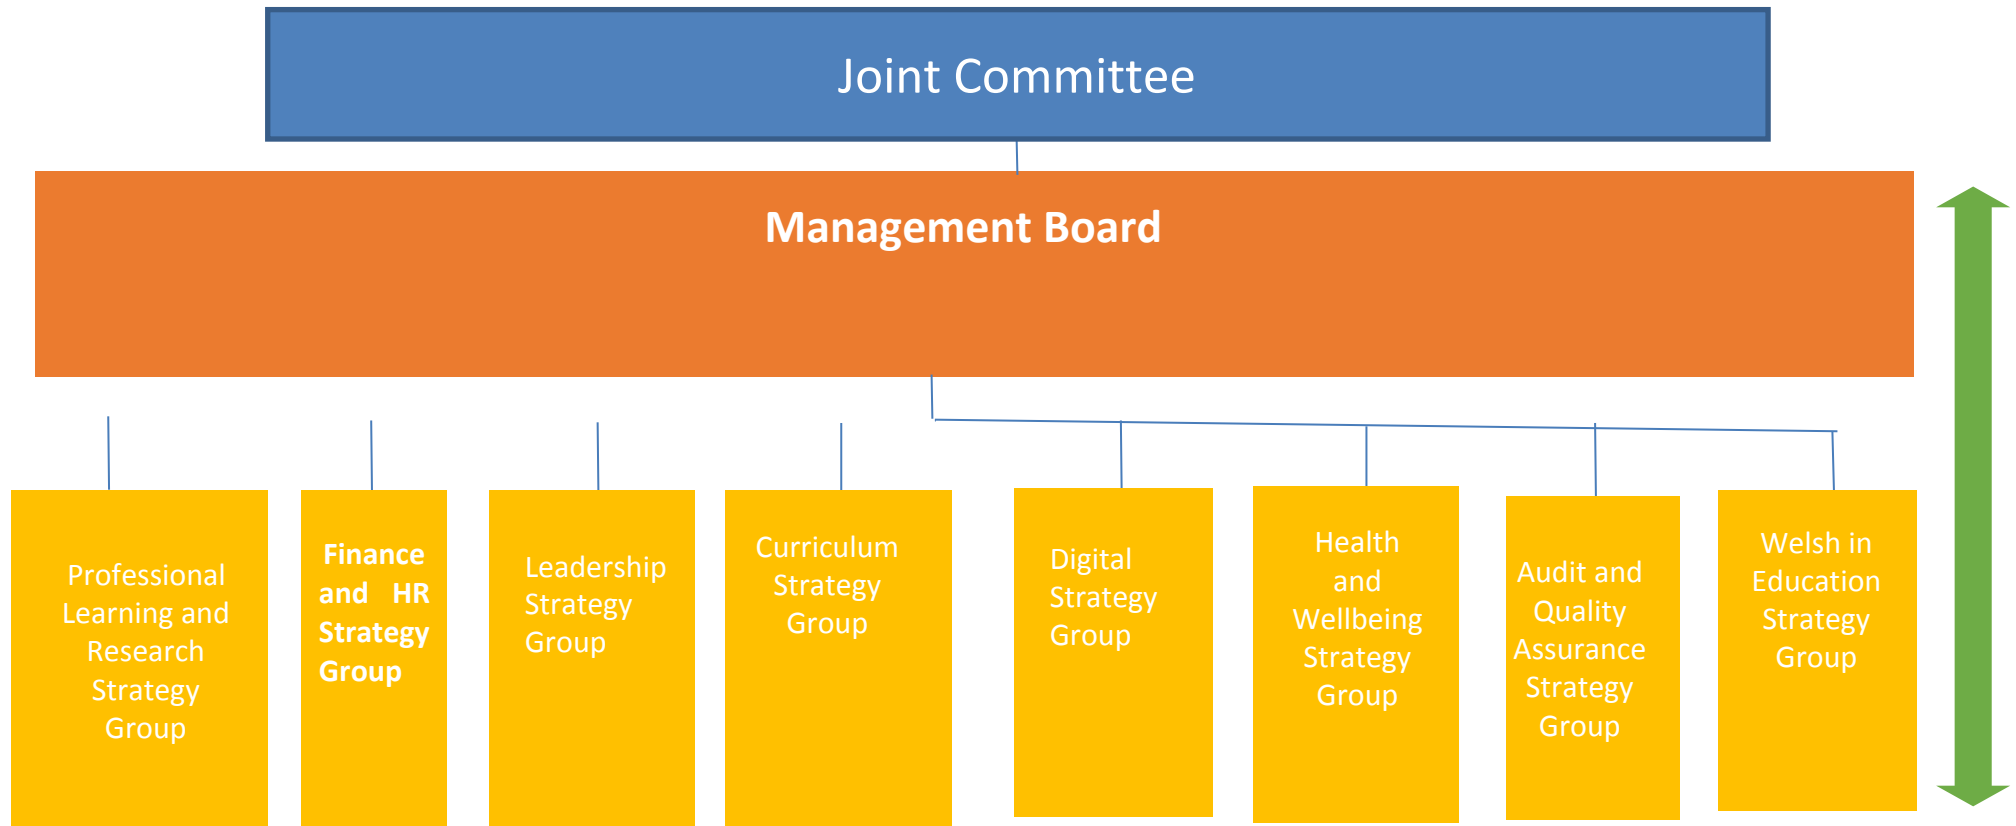 Joint Committee
Management Board
Professional
Learning and
Research
Strategy
Group
Finance
and HR
Strategy
Group
Leadership
Strategy
Group
Curriculum
Strategy
Group
Digital
Strategy
Group
Health
and
Wellbeing
Strategy
Group
Audit and
Quality
Assurance
Strategy
Group
Welsh in
Education
Strategy
Group